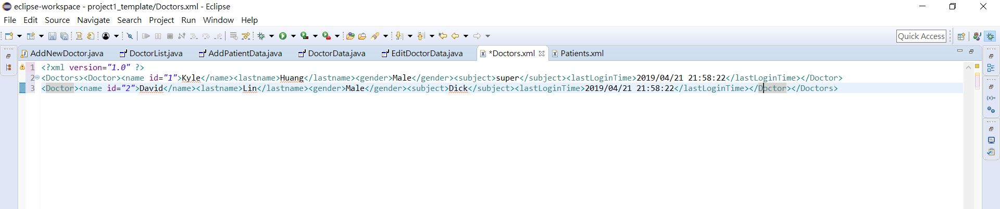 eclipse-workspace - project1_template/Doctors.xml - Eclipse
File Edit Source Navigate Search Project Run Window Help
Quick Access
AddNewDoctor.java DoctorList.java AddPatientData.java DoctorData.java EditDoctorData.java *Doctors.xml Patients.xml
1 <?xml version="1.0" ?>
2 <Doctors><Doctor><name id="1">Kyle</name><lastname>Huang</lastname><gender>Male</gender><subject>super</subject><lastLoginTime>2019/04/21 21:58:22</lastLoginTime></Doctor>
3 <Doctor><name id="2">David</name><lastname>Lin</lastname><gender>Male</gender><subject>Dick</subject><lastLoginTime>2019/04/21 21:58:22</lastLoginTime></Doctor></Doctors>
(x)=